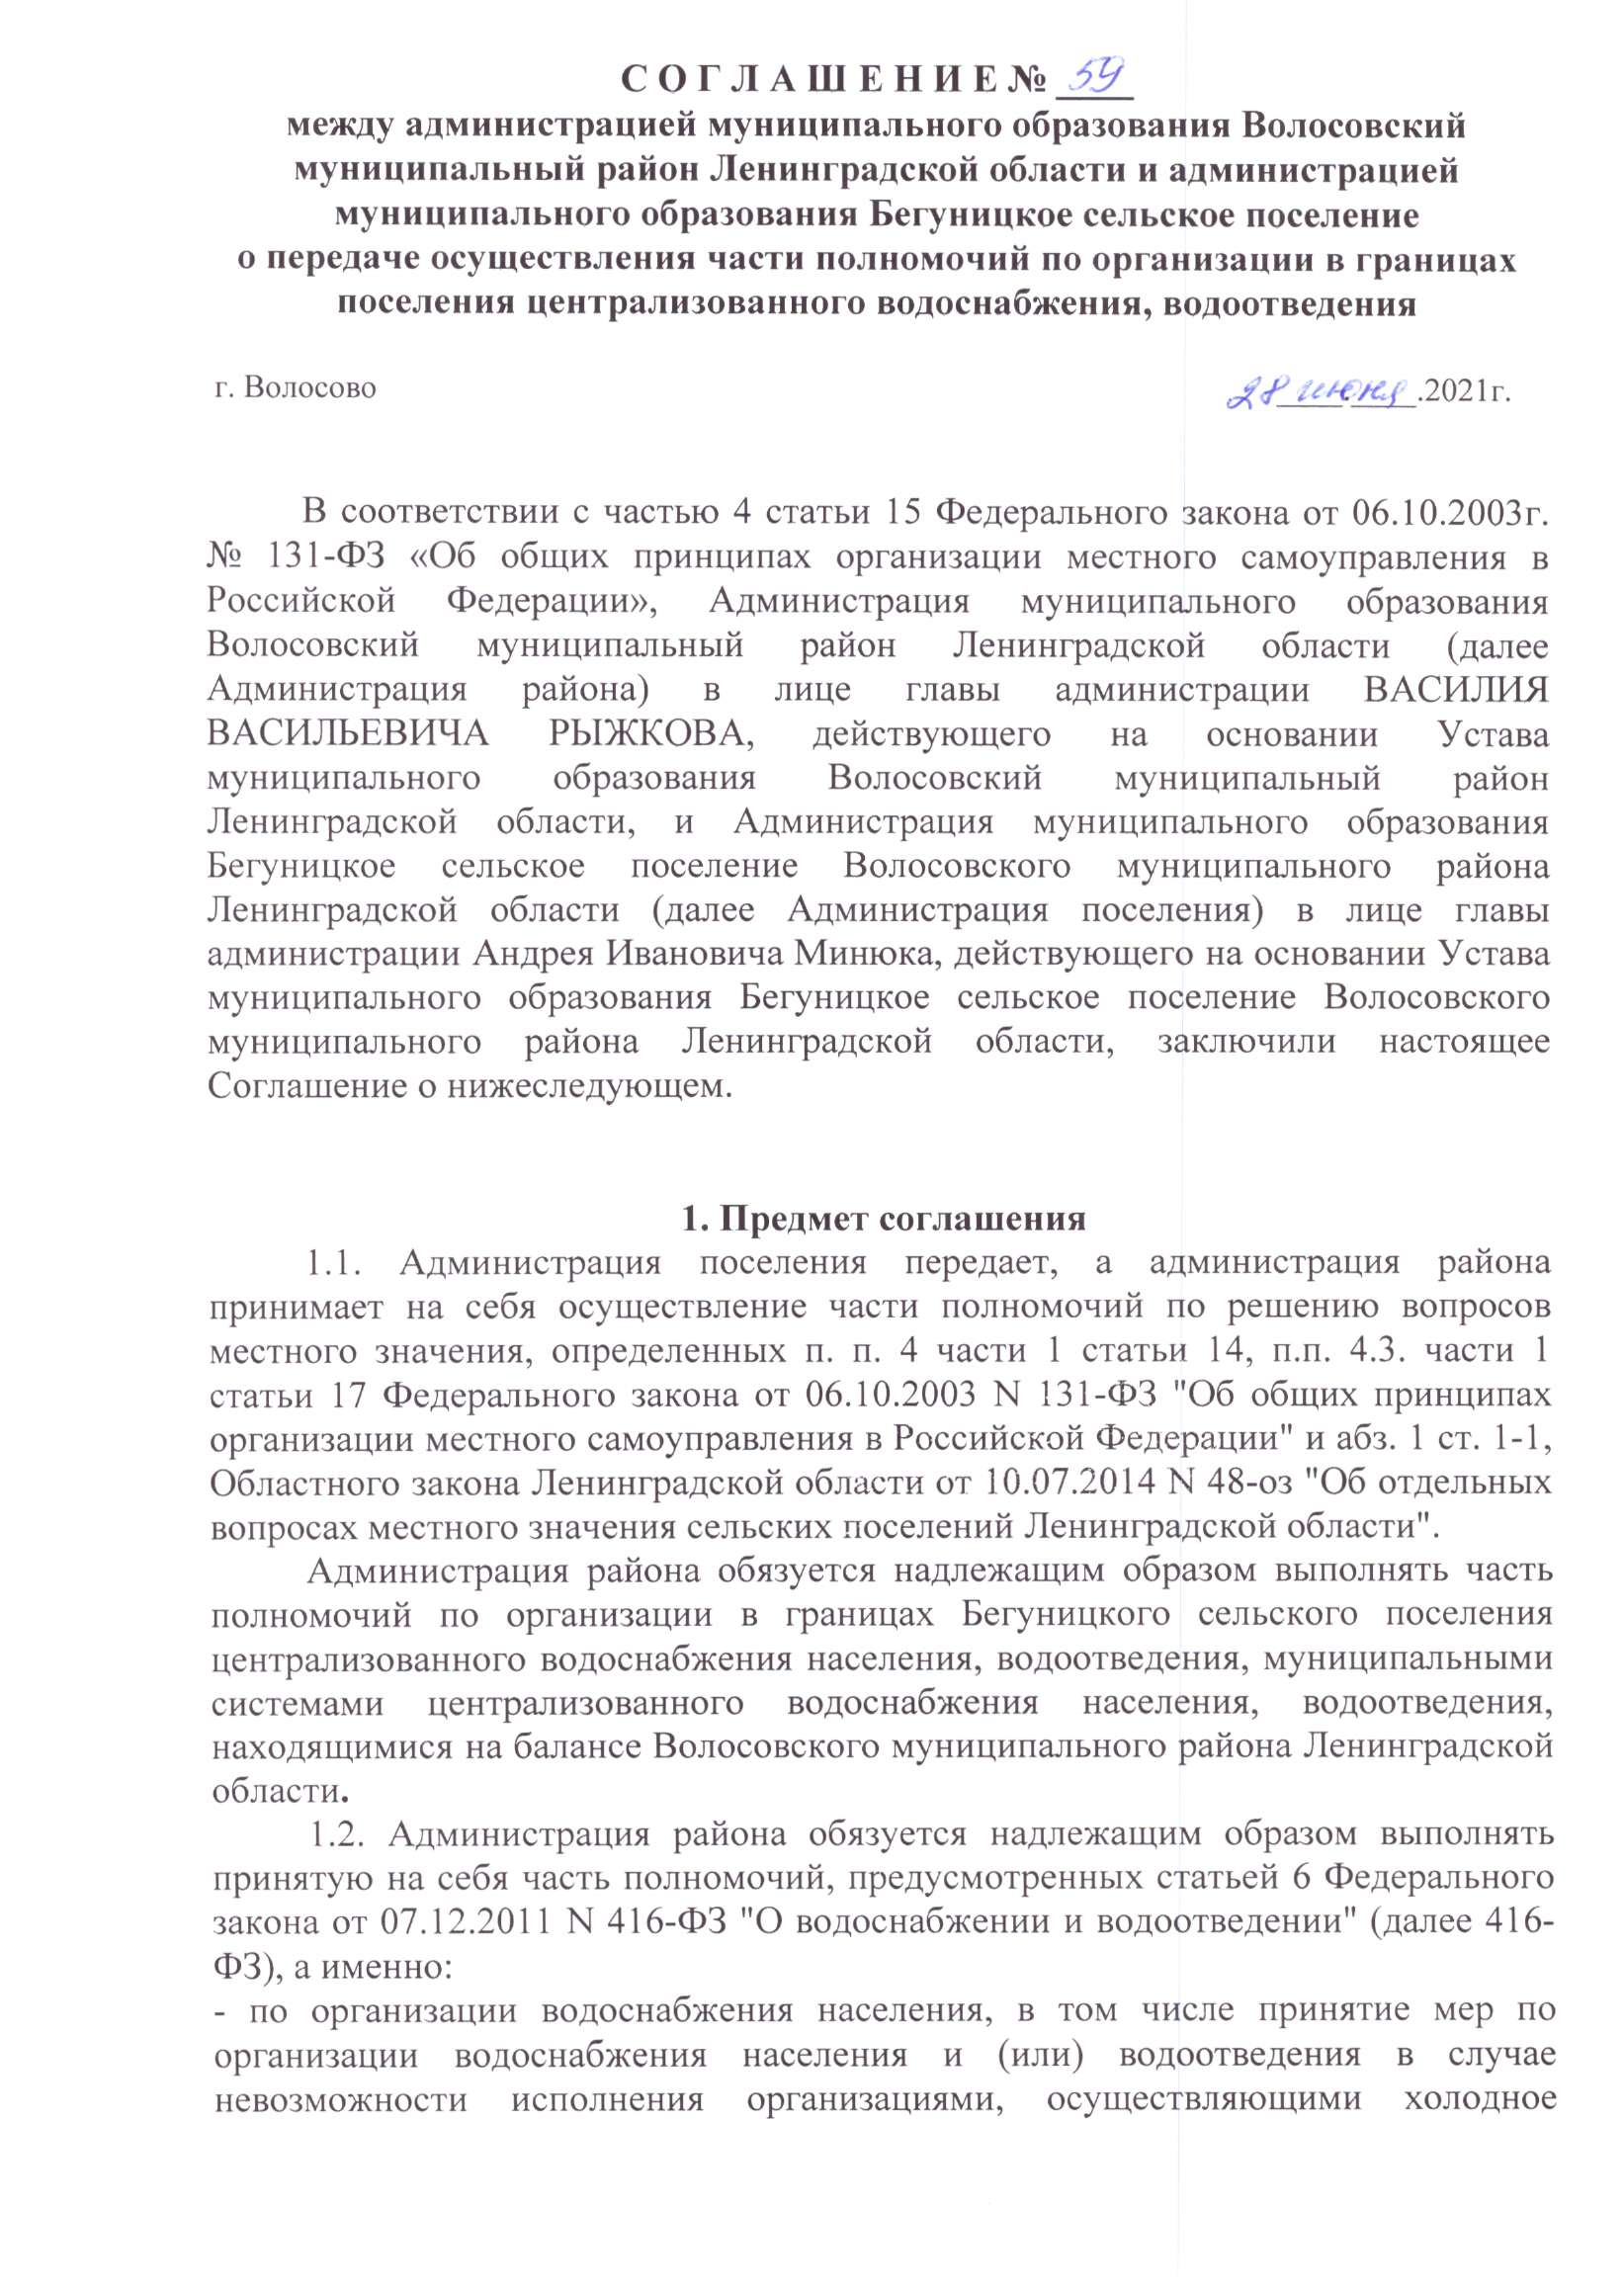 С О Г Л А Ш Е Н И Е № 59
между администрацией муниципального образования Волосовский
муниципальный район Ленинградской области и администрацией
муниципального образования Бегуницкое сельское поселение
о передаче осуществления части полномочий по организации в границах
поселения централизованного водоснабжения, водоотведения
г. Волосово 28 июня.2021г.
В соответствии с частью 4 статьи 15 Федерального закона от 06.10.2003г.
№ 131-ФЗ «Об общих принципах организации местного самоуправления в
Российской Федерации», Администрация муниципального образования
Волосовский муниципальный район Ленинградской области (далее
Администрация района) в лице главы администрации ВАСИЛИЯ
ВАСИЛЬЕВИЧА РЫЖКОВА, действующего на основании Устава
муниципального образования Волосовский муниципальный район
Ленинградской области, и Администрация муниципального образования
Бегуницкое сельское поселение Волосовского муниципального района
Ленинградской области (далее Администрация поселения) в лице главы
администрации Андрея Ивановича Минюка, действующего на основании Устава
муниципального образования Бегуницкое сельское поселение Волосовского
муниципального района Ленинградской области, заключили настоящее
Соглашение о нижеследующем.
1. Предмет соглашения
1.1. Администрация поселения передает, а администрация района
принимает на себя осуществление части полномочий по решению вопросов
местного значения, определенных п. п. 4 части 1 статьи 14, п.п. 4.3. части 1
статьи 17 Федерального закона от 06.10.2003 N 131-ФЗ "Об общих принципах
организации местного самоуправления в Российской Федерации" и абз. 1 ст. 1-1,
Областного закона Ленинградской области от 10.07.2014 N 48-оз "Об отдельных
вопросах местного значения сельских поселений Ленинградской области".
Администрация района обязуется надлежащим образом выполнять часть
полномочий по организации в границах Бегуницкого сельского поселения
централизованного водоснабжения населения, водоотведения, муниципальными
системами централизованного водоснабжения населения, водоотведения,
находящимися на балансе Волосовского муниципального района Ленинградской
области.
1.2. Администрация района обязуется надлежащим образом выполнять
принятую на себя часть полномочий, предусмотренных статьей 6 Федерального
закона от 07.12.2011 N 416-ФЗ "О водоснабжении и водоотведении" (далее 416-
ФЗ), а именно:
- по организации водоснабжения населения, в том числе принятие мер по
организации водоснабжения населения и (или) водоотведения в случае
невозможности исполнения организациями, осуществляющими холодное